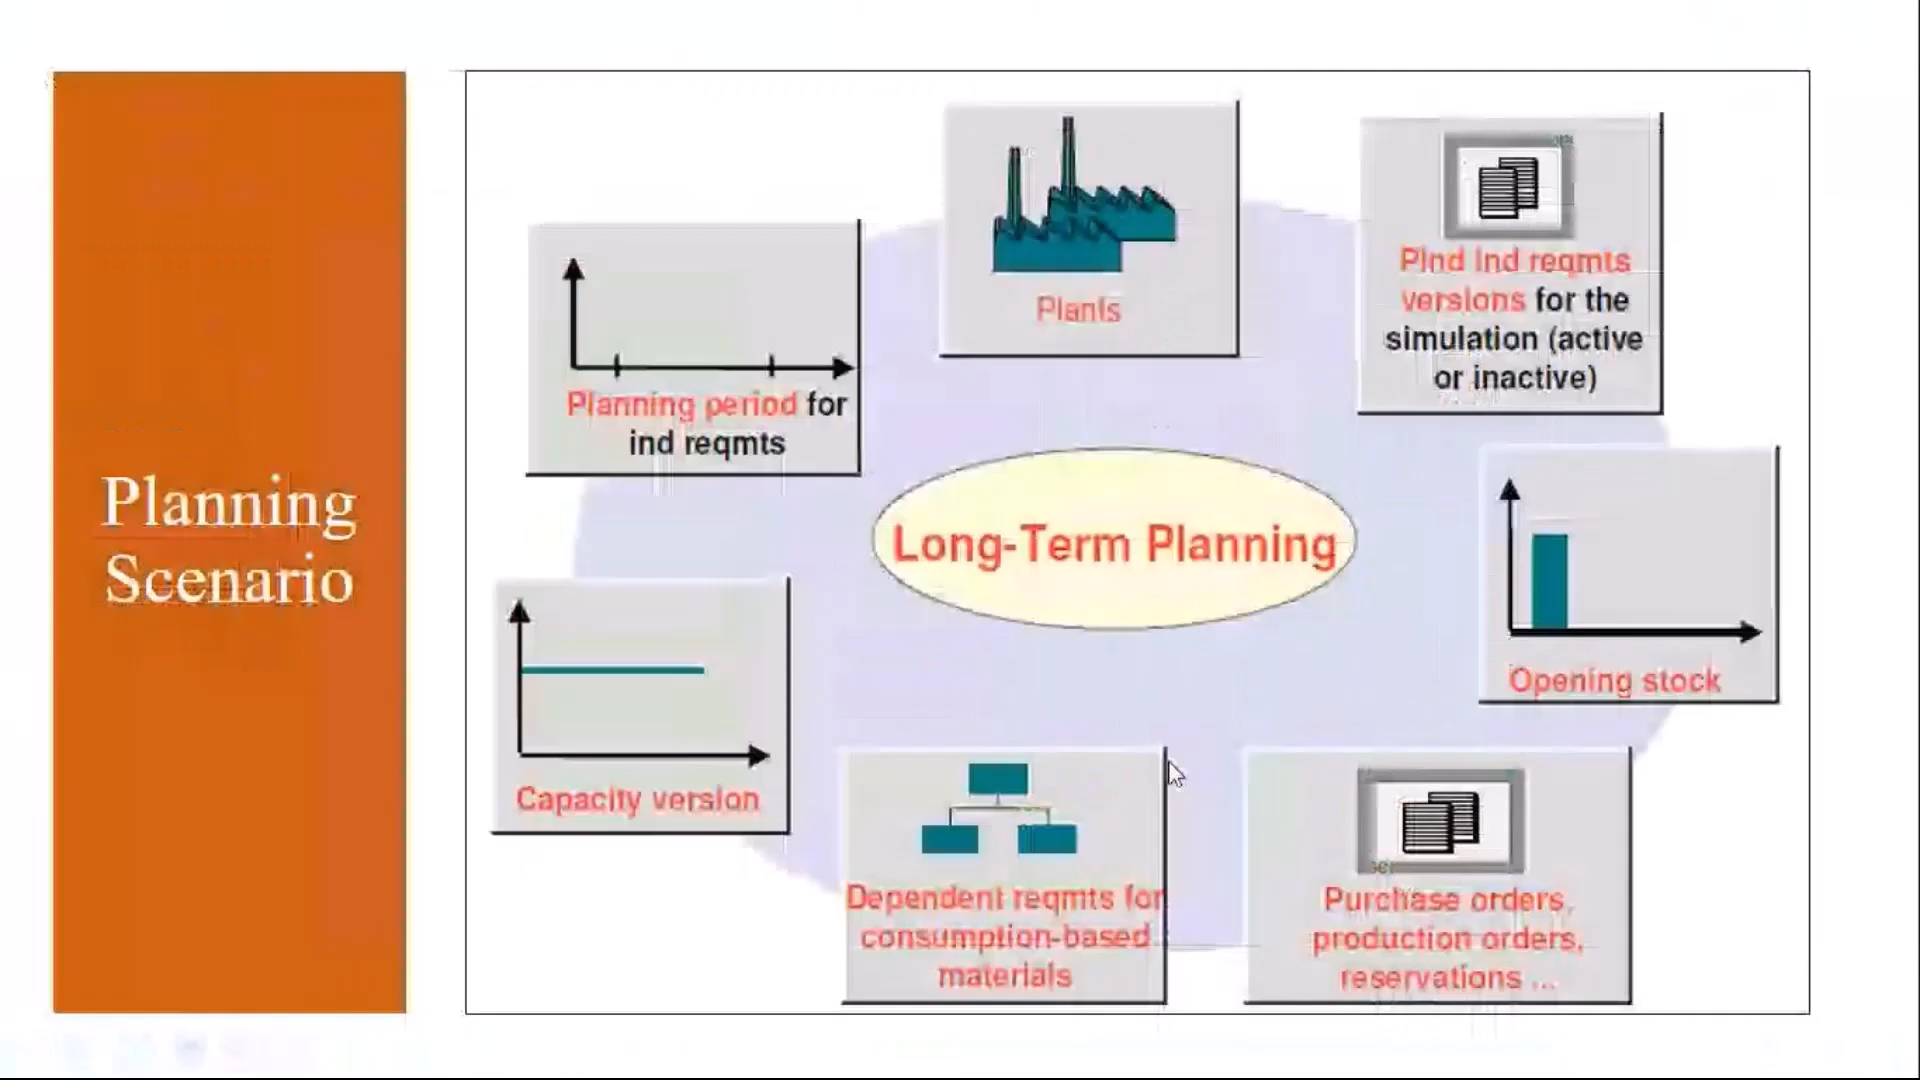 Planning
Scenario
Plants
Plnd ind reqmts
versions for the
simulation (active
or inactive)
Planning period for
ind reqmts
Long-Term Planning
Opening stock
Capacity version
Dependent reqmts for
consumption-based
materials
Purchase orders,
production orders,
reservations ...